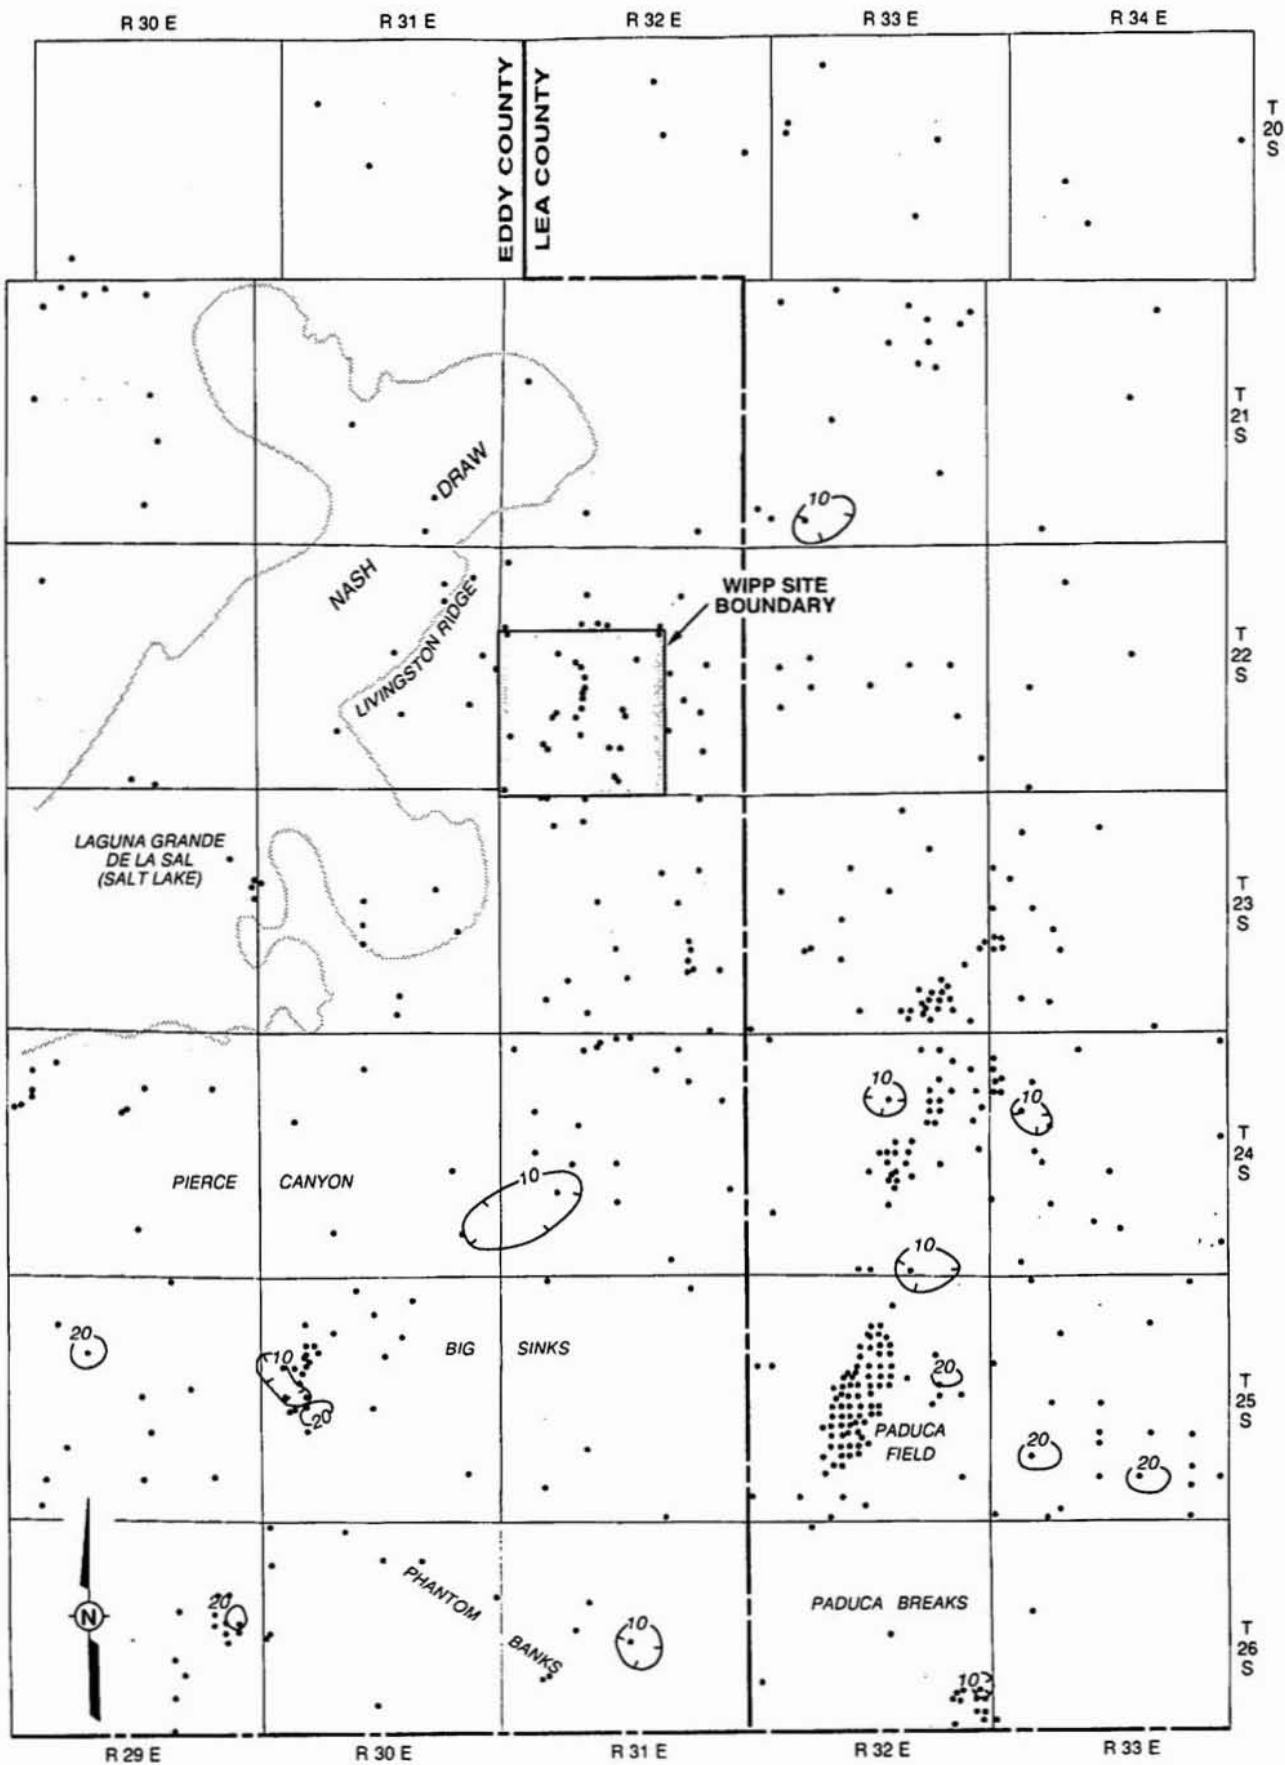 R 30 E
R 31 E
R 32 E
R 33 E
R 34 E
EDDY COUNTY
LEA COUNTY
T
20
S
T
21
S
DRAW
10
NASH
WIPP SITE
BOUNDARY
LIVINGSTON RIDGE
T
22
S
LAGUNA GRANDE
DE LA SAL
(SALT LAKE)
T
23
S
10
10
T
24
S
PIERCE CANYON
10
10
20
BIG SINKS
10
20
20
T
25
S
PADUCA
FIELD
20
20
PHANTOM
BANKS
20
N
10
PADUCA BREAKS
T
26
S
10
R 29 E
R 30 E
R 31 E
R 32 E
R 33 E